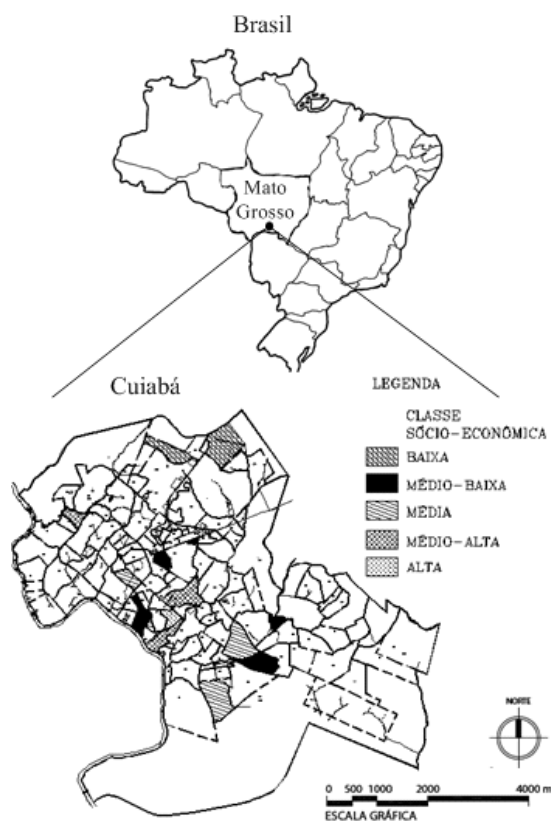 Brasil
Mato
Grosso
Cuiabá
LEGENDA
CLASSE
SÓCIO-ECONÔMICA
BAIXA
MÉDIO-BAIXA
MÉDIA
MÉDIO-ALTA
ALTA
NORTE
0 500 1000 2000 4000 m
ESCALA GRÁFICA